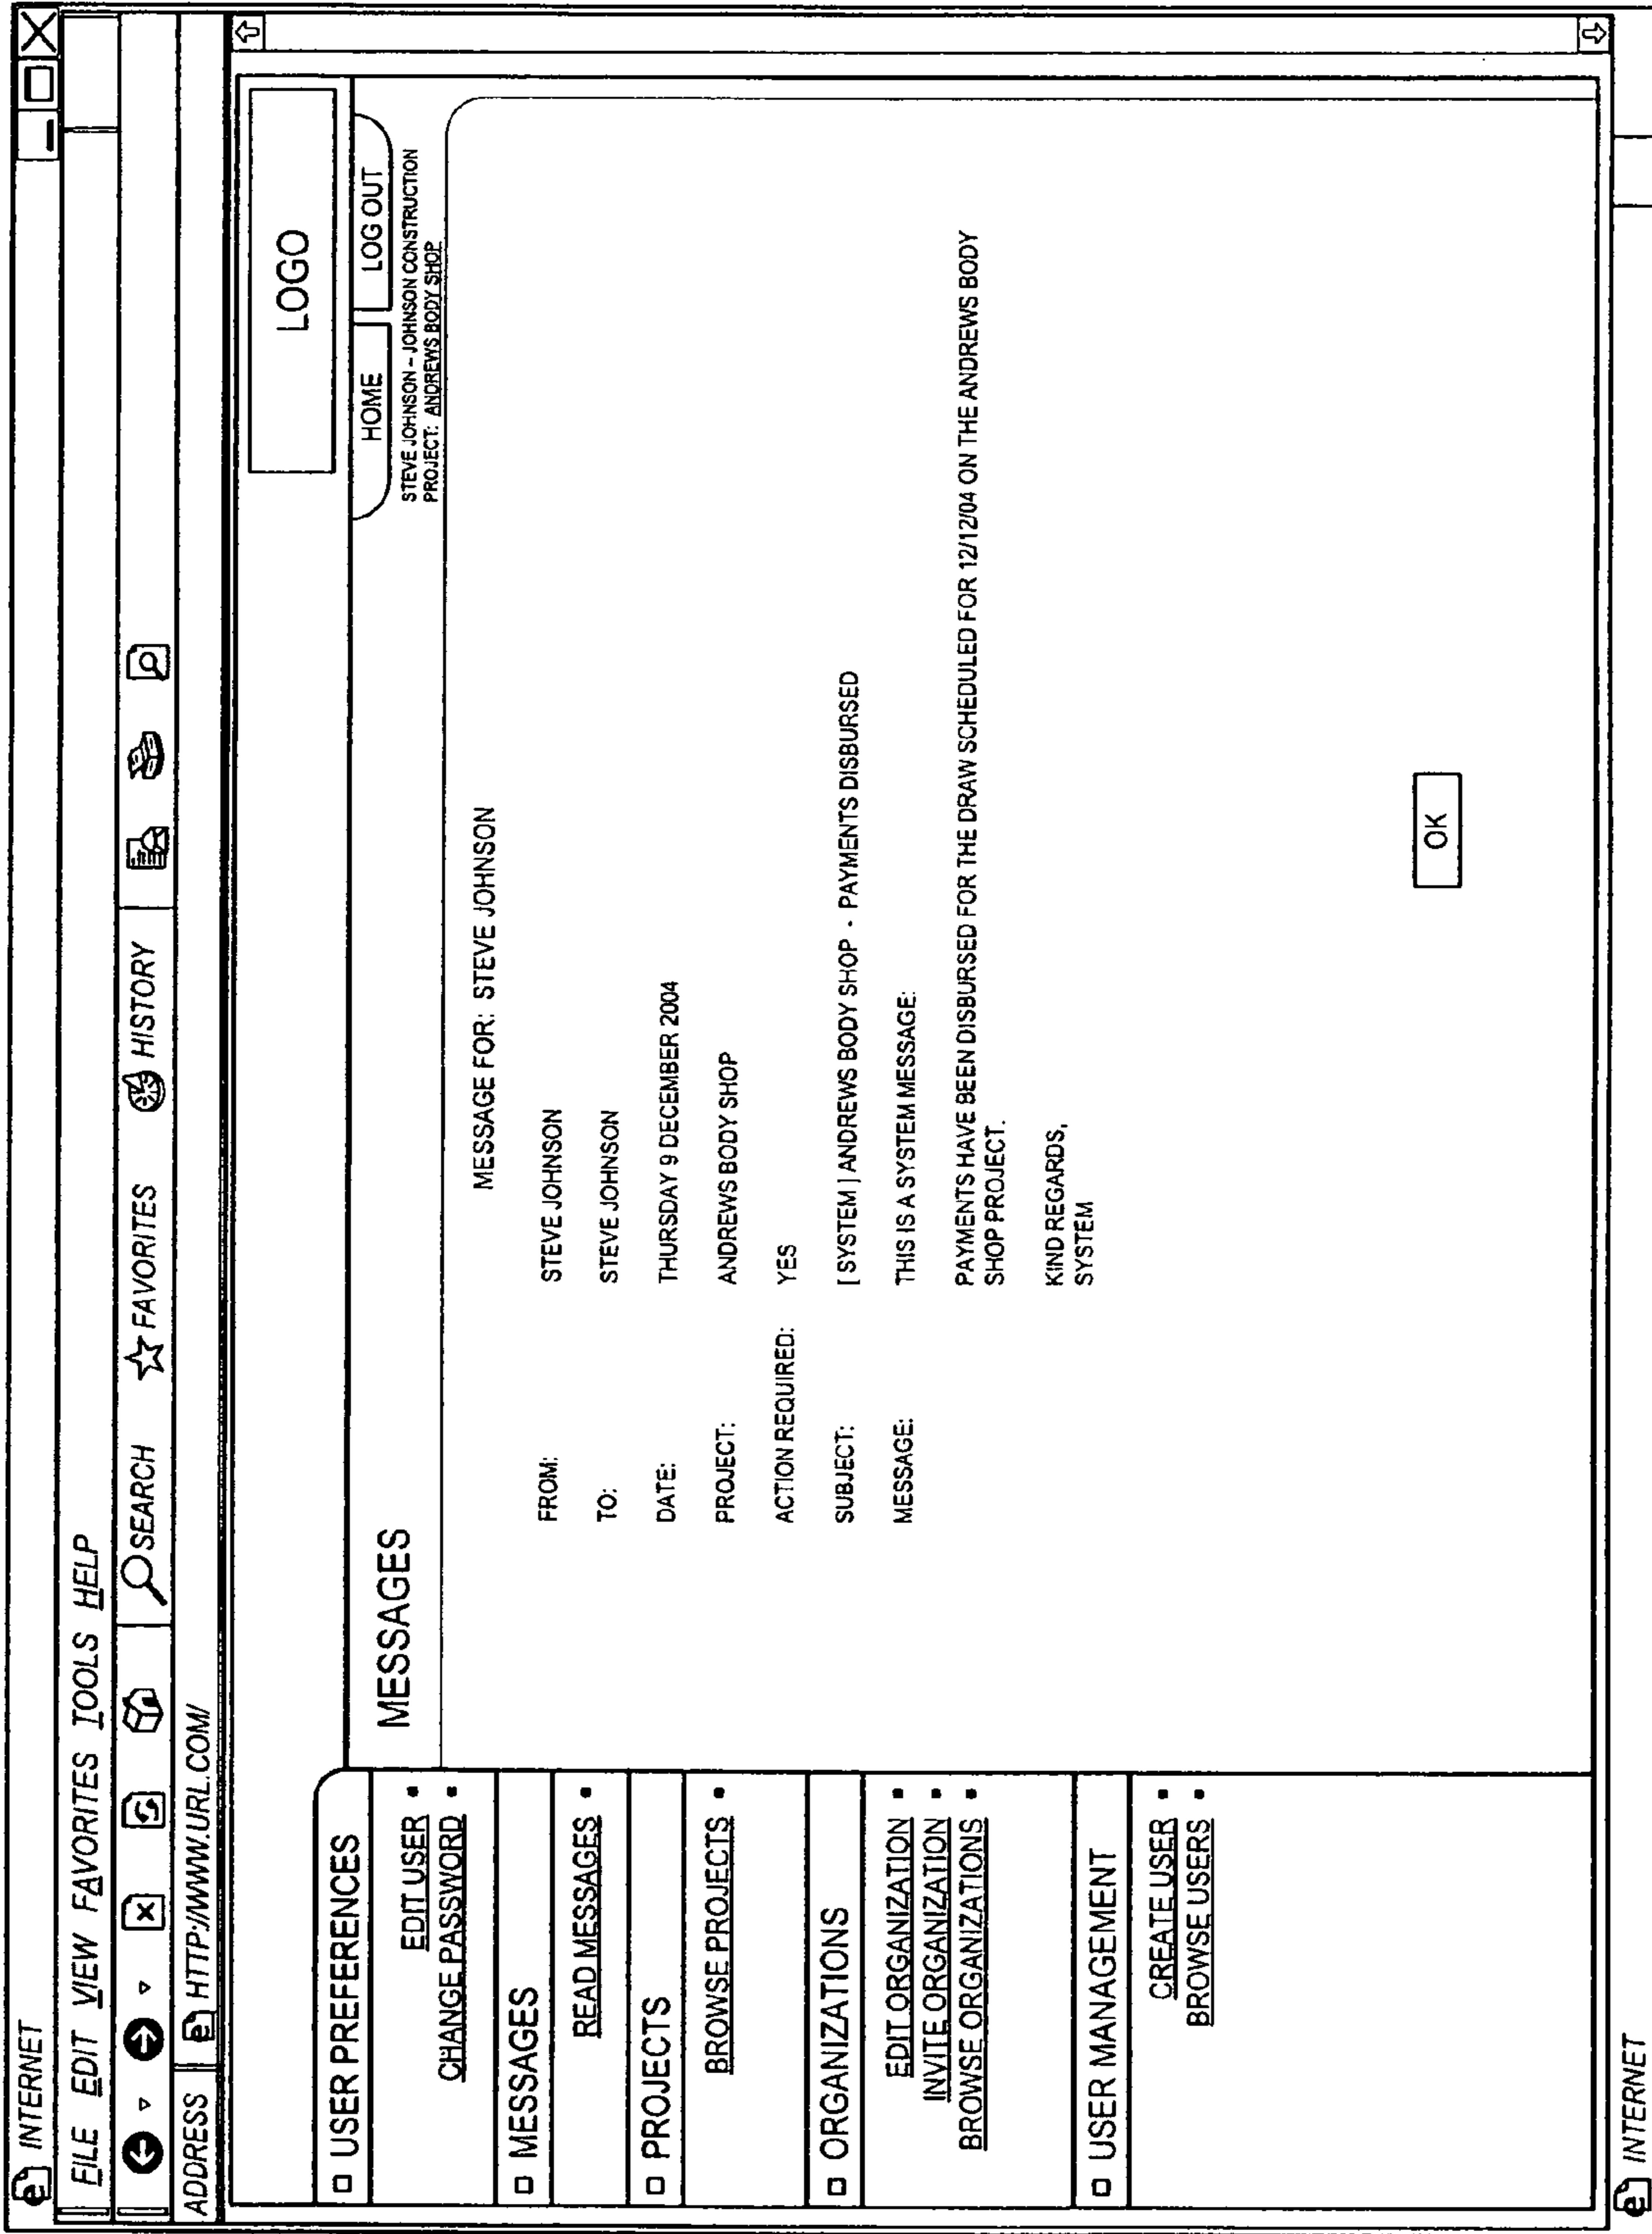 INTERNET
FILE EDIT VIEW FAVORITES TOOLS HELP
SEARCH FAVORITES HISTORY
ADDRESS HTTP://WWW.URL.COM/
LOGO
HOME LOG OUT
STEVE JOHNSON – JOHNSON CONSTRUCTION
PROJECT: ANDREWS BODY SHOP
USER PREFERENCES
EDIT USER
CHANGE PASSWORD
MESSAGES
READ MESSAGES
PROJECTS
BROWSE PROJECTS
ORGANIZATIONS
EDIT ORGANIZATION
INVITE ORGANIZATION
BROWSE ORGANIZATIONS
USER MANAGEMENT
CREATE USER
BROWSE USERS
MESSAGES
MESSAGE FOR: STEVE JOHNSON
FROM: STEVE JOHNSON
TO: STEVE JOHNSON
DATE: THURSDAY 9 DECEMBER 2004
PROJECT: ANDREWS BODY SHOP
ACTION REQUIRED: YES
SUBJECT: [SYSTEM] ANDREWS BODY SHOP - PAYMENTS DISBURSED
MESSAGE: THIS IS A SYSTEM MESSAGE:
PAYMENTS HAVE BEEN DISBURSED FOR THE DRAW SCHEDULED FOR 12/12/04 ON THE ANDREWS BODY
SHOP PROJECT.
KIND REGARDS,
SYSTEM
OK
INTERNET